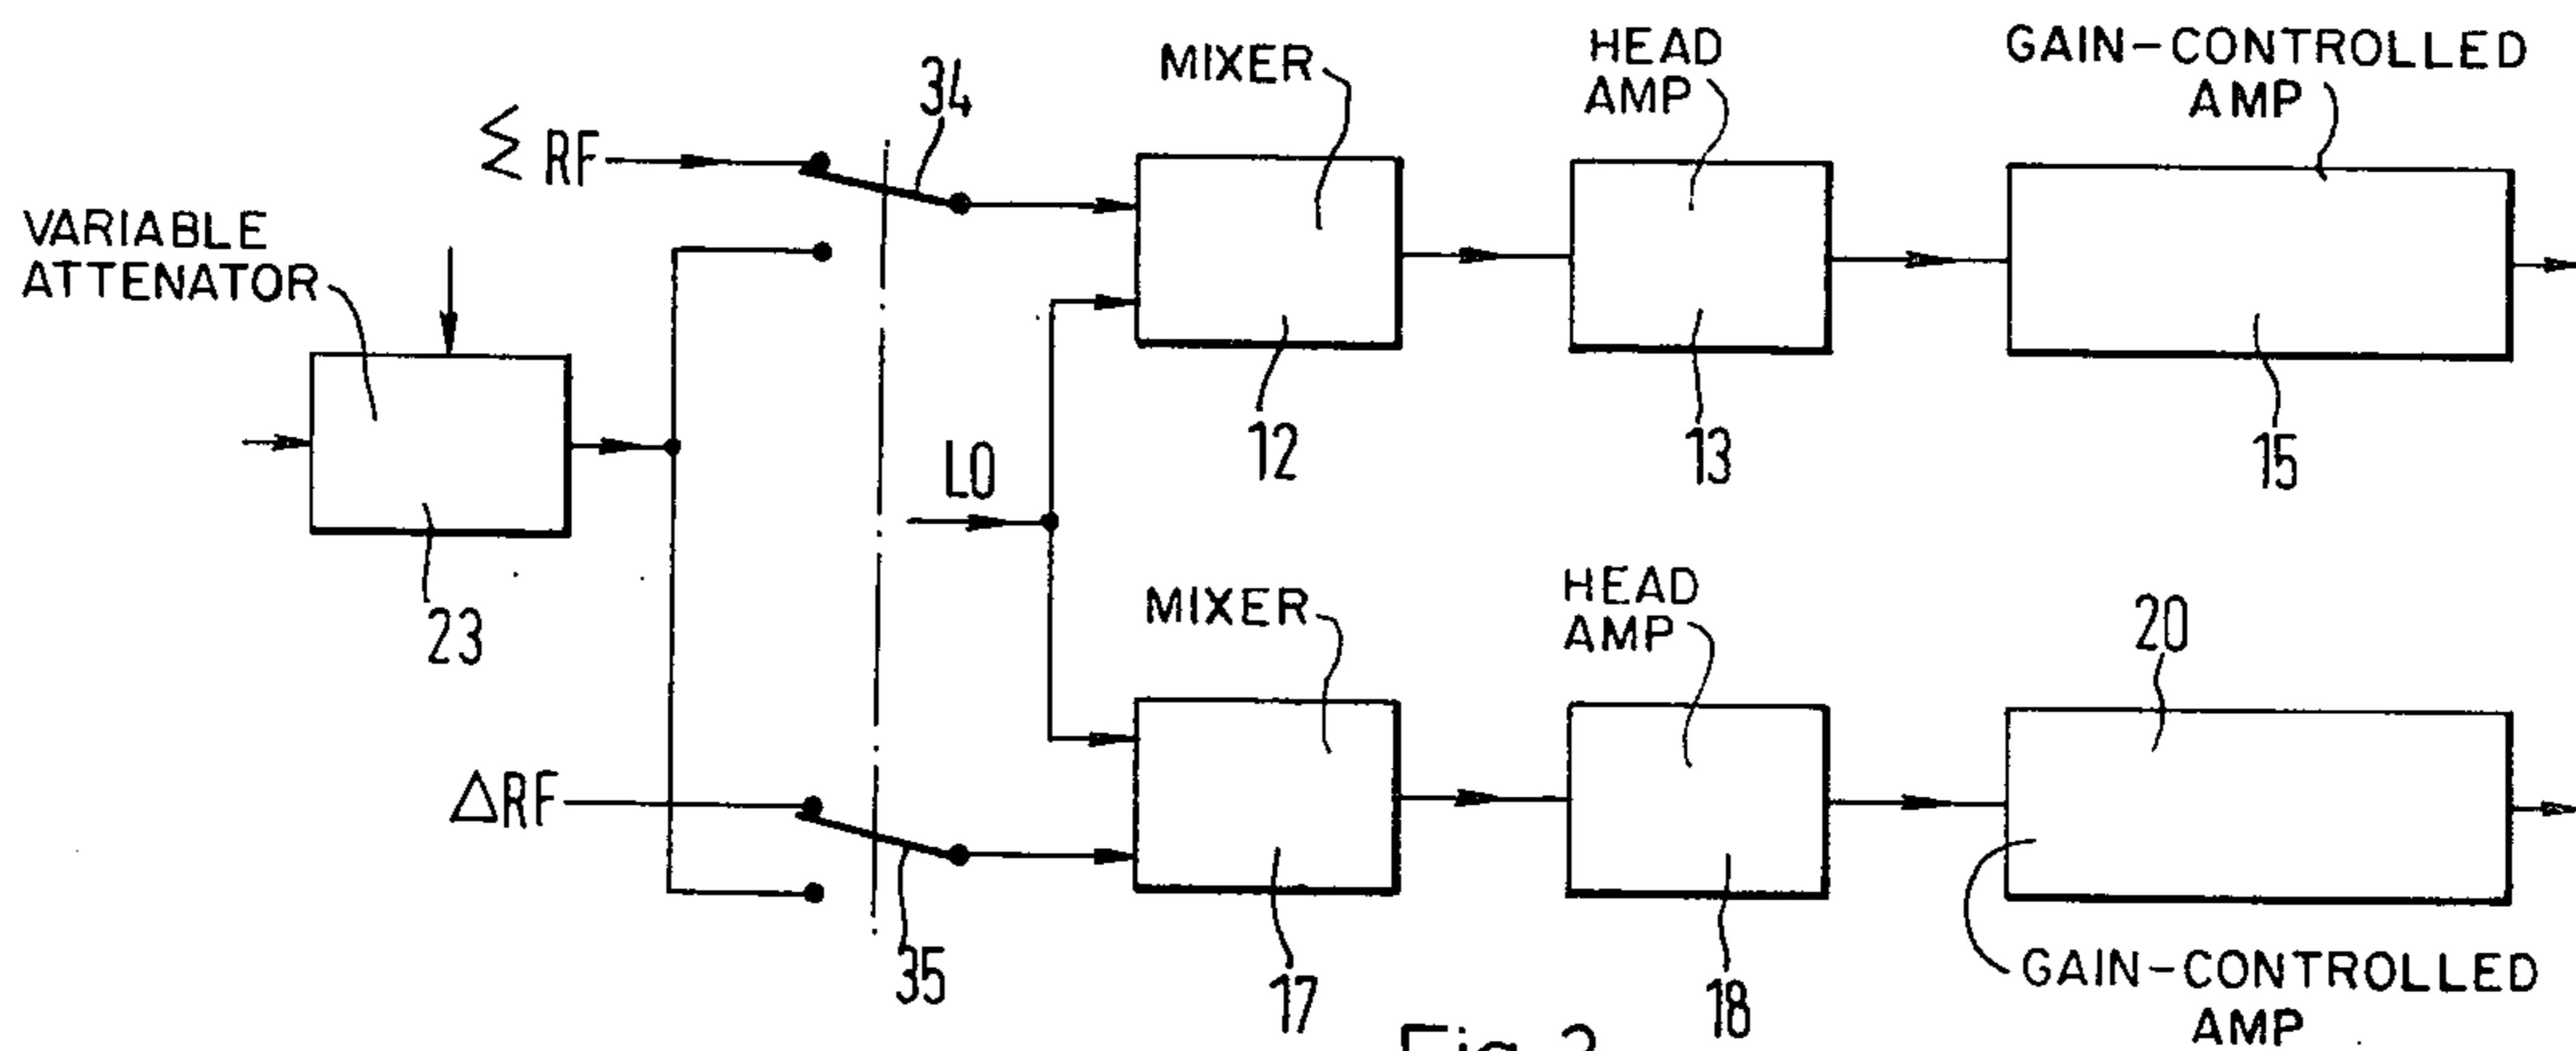 MIXER
HEAD
AMP
GAIN-CONTROLLED
AMP
34
Σ RF
VARIABLE
ATTENATOR
12
13
15
LO
23
MIXER
HEAD
AMP
20
ΔRF
35
17
18
GAIN-CONTROLLED
AMP